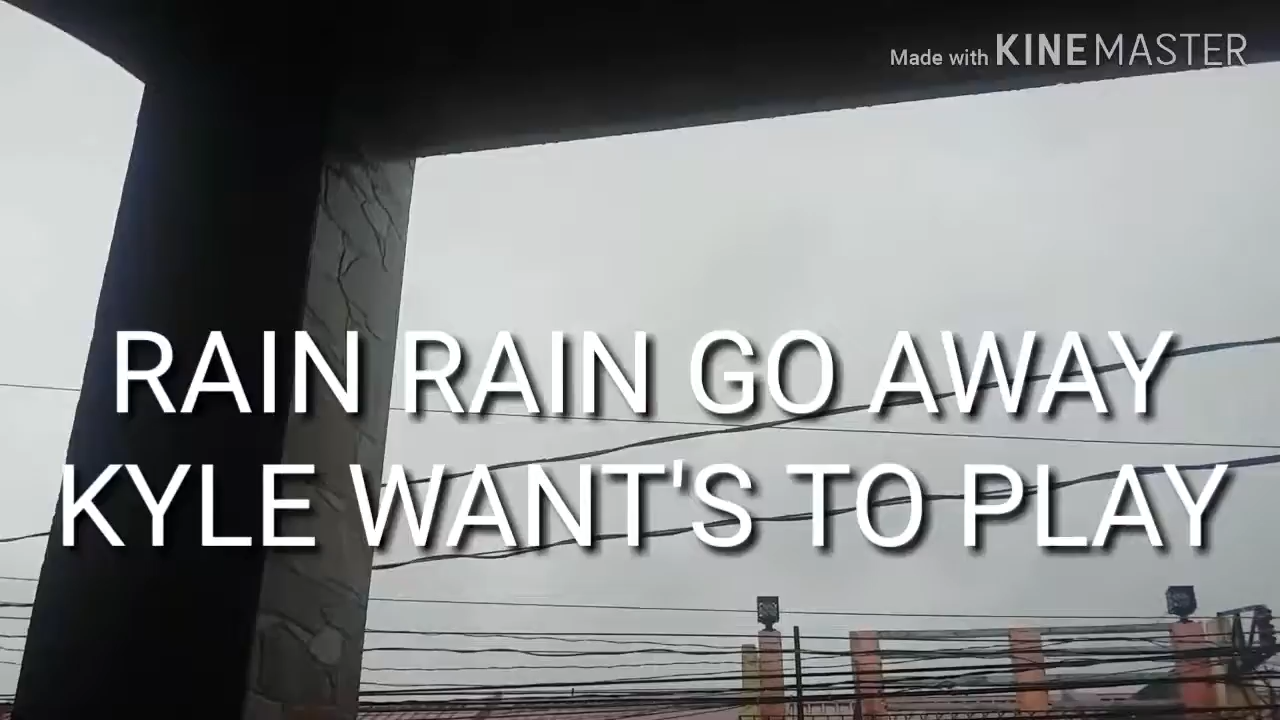 Made with KINEMASTER
RAIN RAIN GO AWAY
KYLE WANT'S TO PLAY